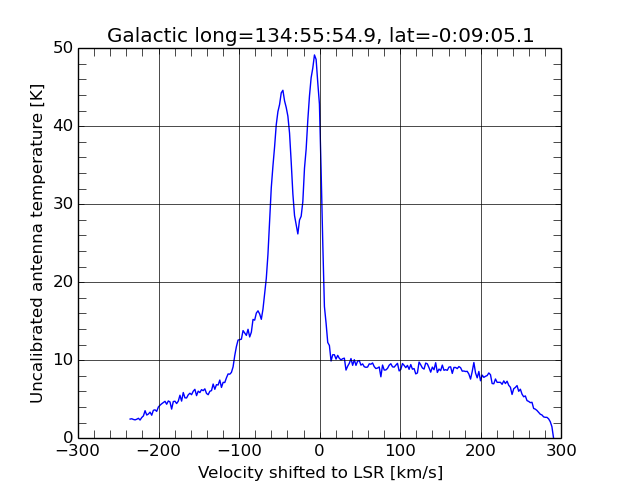 Galactic long=134:55:54.9, lat=-0:09:05.1
Uncalibrated antenna temperature [K]
50
40
30
20
10
0
−300 −200 −100 0 100 200 300
Velocity shifted to LSR [km/s]